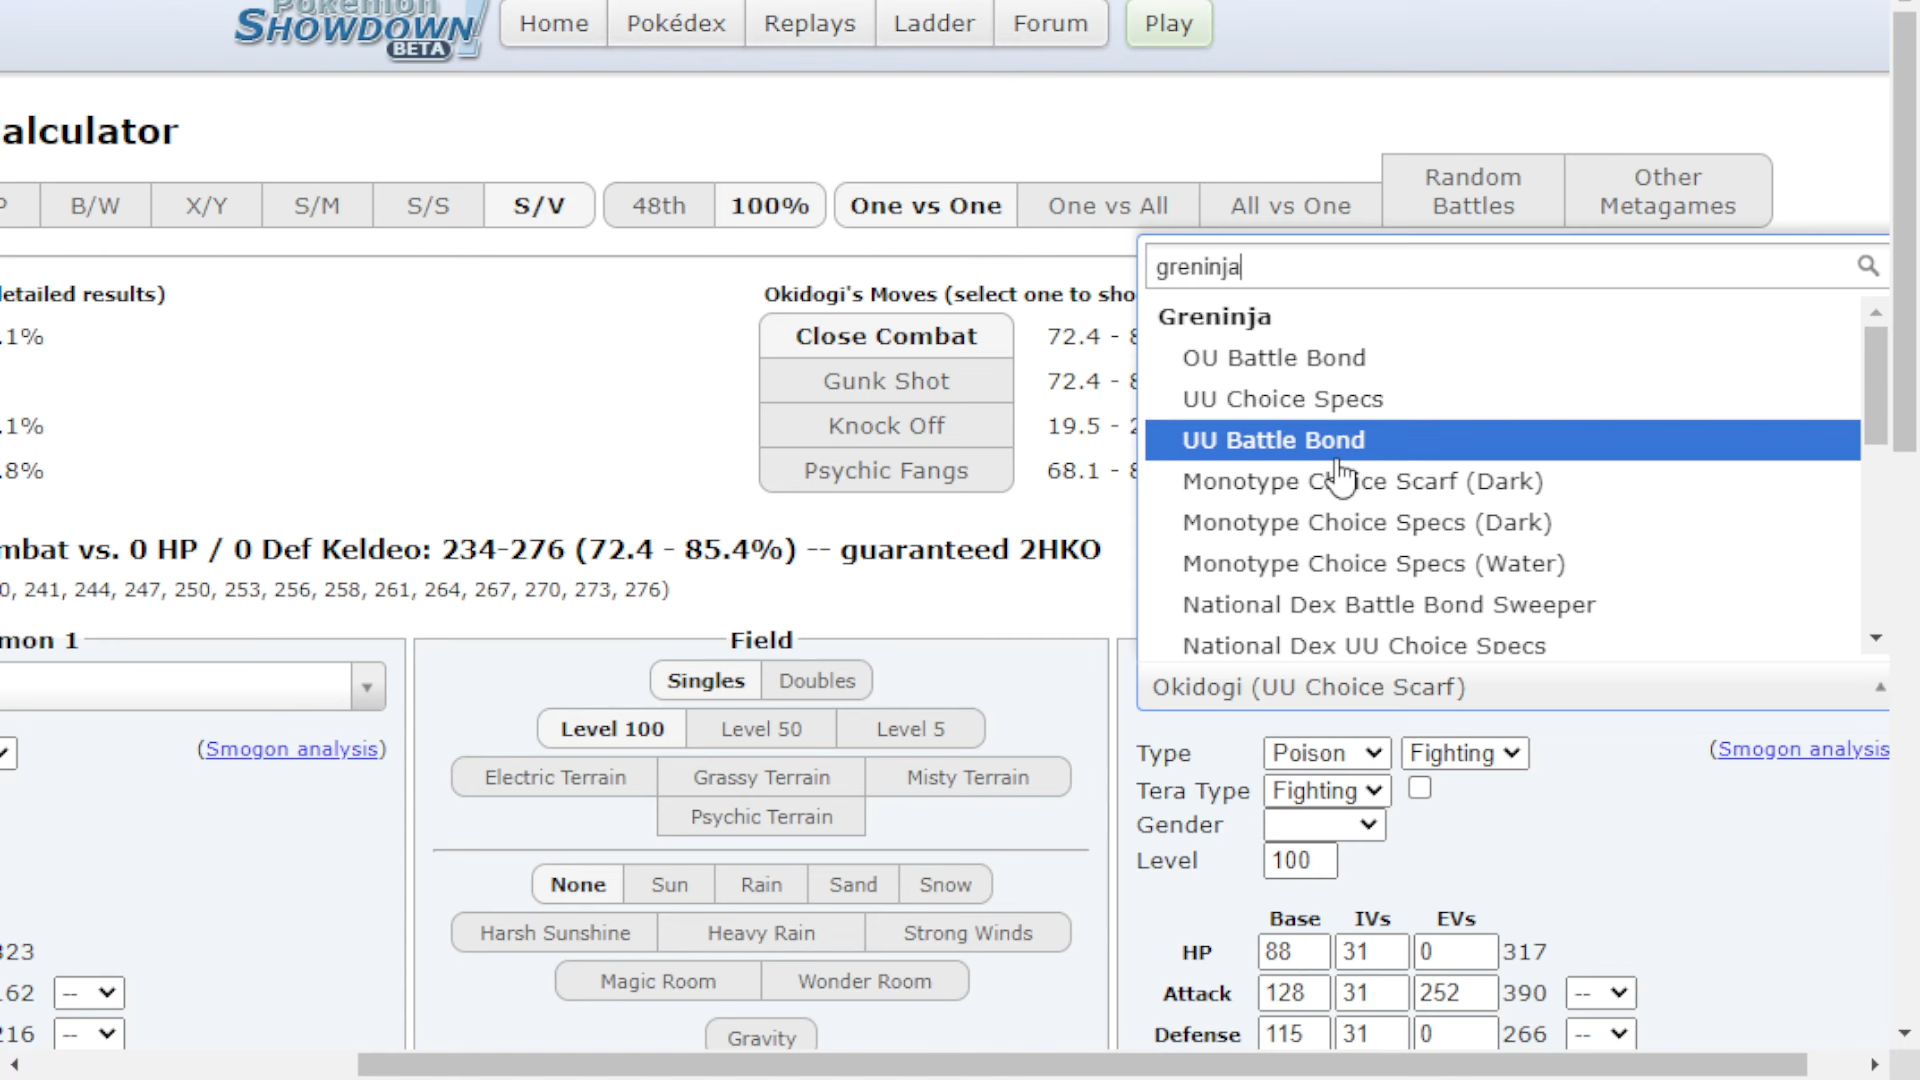 Pokémon
SHOWDOWN
BETA
Home Pokédex Replays Ladder Forum Play
alculator
P B/W X/Y S/M S/S S/V 48th 100% One vs One One vs All All vs One Random Battles Other Metagames
greninja
etailed results)
Okidogi's Moves (select one to sho
Greninja
.1% Close Combat 72.4 - 8
OU Battle Bond
Gunk Shot 72.4 - 8
UU Choice Specs
.1% Knock Off 19.5 - 2
UU Battle Bond
.8% Psychic Fangs 68.1 - 8
Monotype Choice Scarf (Dark)
Monotype Choice Specs (Dark)
mbat vs. 0 HP / 0 Def Keldeo: 234-276 (72.4 - 85.4%) -- guaranteed 2HKO
Monotype Choice Specs (Water)
0, 241, 244, 247, 250, 253, 256, 258, 261, 264, 267, 270, 273, 276)
National Dex Battle Bond Sweeper
National Dex UU Choice Specs
mon 1
Field
Okidogi (UU Choice Scarf)
Singles Doubles
Level 100 Level 50 Level 5
(Smogon analysis)
Type Poison Fighting (Smogon analysis
Electric Terrain Grassy Terrain Misty Terrain
Tera Type Fighting
Psychic Terrain
Gender
Level 100
None Sun Rain Sand Snow
Base IVs EVs
Harsh Sunshine Heavy Rain Strong Winds
323
HP 88 31 0 317
Magic Room Wonder Room
162 --
Attack 128 31 252 390 --
216 --
Gravity
Defense 115 31 0 266 --